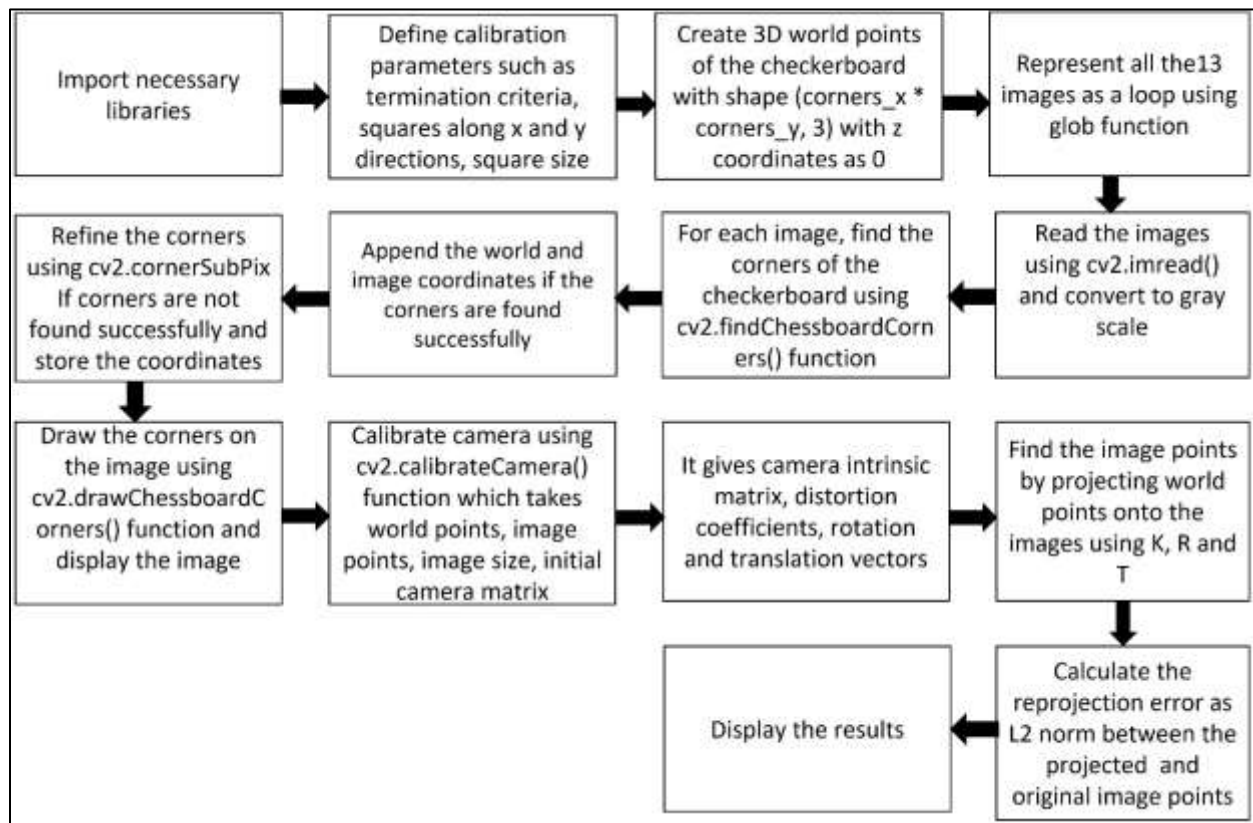 Import necessary
libraries
Define calibration
parameters such as
termination criteria,
squares along x and y
directions, square size
Create 3D world points
of the checkerboard
with shape (corners_x *
corners_y, 3) with z
coordinates as 0
Represent all the13
images as a loop using
glob function
Read the images
using cv2.imread()
and convert to gray
scale
For each image, find the
corners of the
checkerboard using
cv2.findChessboardCorn
ers() function
Append the world and
image coordinates if the
corners are found
successfully
Refine the corners
using cv2.cornerSubPix
If corners are not
found successfully and
store the coordinates
Draw the corners on
the image using
cv2.drawChessboardC
orners() function and
display the image
Calibrate camera using
cv2.calibrateCamera()
function which takes
world points, image
points, image size, initial
camera matrix
It gives camera intrinsic
matrix, distortion
coefficients, rotation
and translation vectors
Find the image points
by projecting world
points onto the
images using K, R and
T
Calculate the
reprojection error as
L2 norm between the
projected and
original image points
Display the results